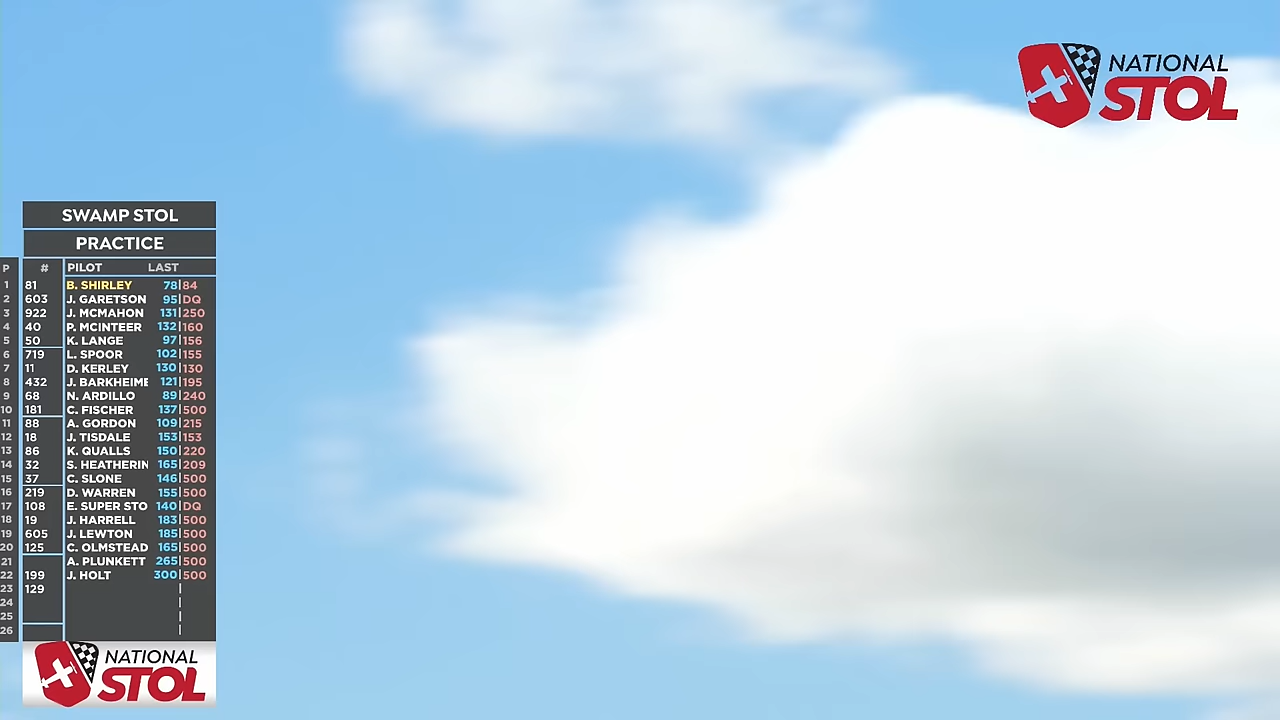 NATIONAL
STOL
SWAMP STOL
PRACTICE
P # PILOT LAST
1 81 B. SHIRLEY 78 84
2 603 J. GARETSON 95 DQ
3 922 J. MCMAHON 131 250
4 40 P. MCINTEER 132 160
5 50 K. LANGE 97 156
6 719 L. SPOOR 102 155
7 11 D. KERLEY 130 130
8 432 J. BARKHEIME 121 195
9 68 N. ARDILLO 89 240
10 181 C. FISCHER 137 500
11 88 A. GORDON 109 215
12 18 J. TISDALE 153 153
13 86 K. QUALLS 150 220
14 32 S. HEATHERIN 165 209
15 37 C. SLONE 146 500
16 219 D. WARREN 155 500
17 108 E. SUPER STO 140 DQ
18 19 J. HARRELL 183 500
19 605 J. LEWTON 185 500
20 125 C. OLMSTEAD 165 500
21 A. PLUNKETT 265 500
22 199 J. HOLT 300 500
23 129
24
25
26
NATIONAL
STOL